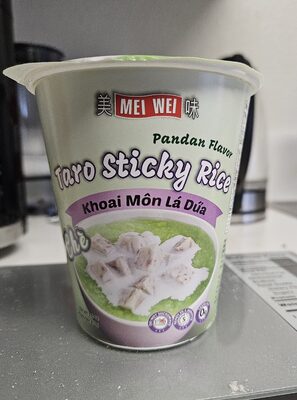 美 MEI WEI 味
Pandan Flavor
Taro Sticky Rice
Khoai Môn Lá Dứa